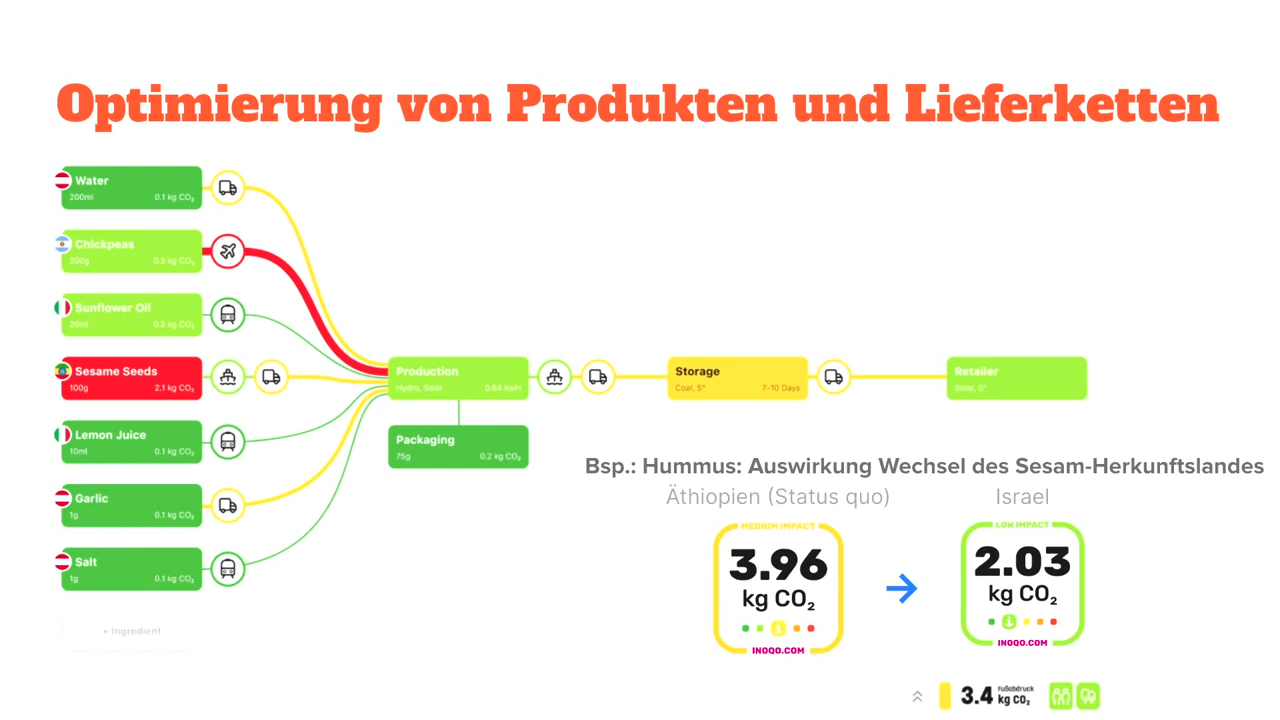 Optimierung von Produkten und Lieferketten
Water
200ml 0.1 kg CO₂
Chickpeas
200g 0.2 kg CO₂
Sunflower Oil
20ml 0.2 kg CO₂
Sesame Seeds
100g 2.1 kg CO₂
Lemon Juice
10ml 0.1 kg CO₂
Garlic
1g 0.1 kg CO₂
Salt
1g 0.1 kg CO₂
+ Ingredient
Production
Hydro, Solar 0.64 kwH
Packaging
75g 0.2 kg CO₂
Storage
Coal, 5° 7-10 Days
Retailer
Solar, 5°
Bsp.: Hummus: Auswirkung Wechsel des Sesam-Herkunftslandes
Äthiopien (Status quo) Israel
MEDIUM IMPACT
3.96
kg CO₂
INOQO.COM
LOW IMPACT
2.03
kg CO₂
INOQO.COM
3.4 Fußabdruck
kg CO₂